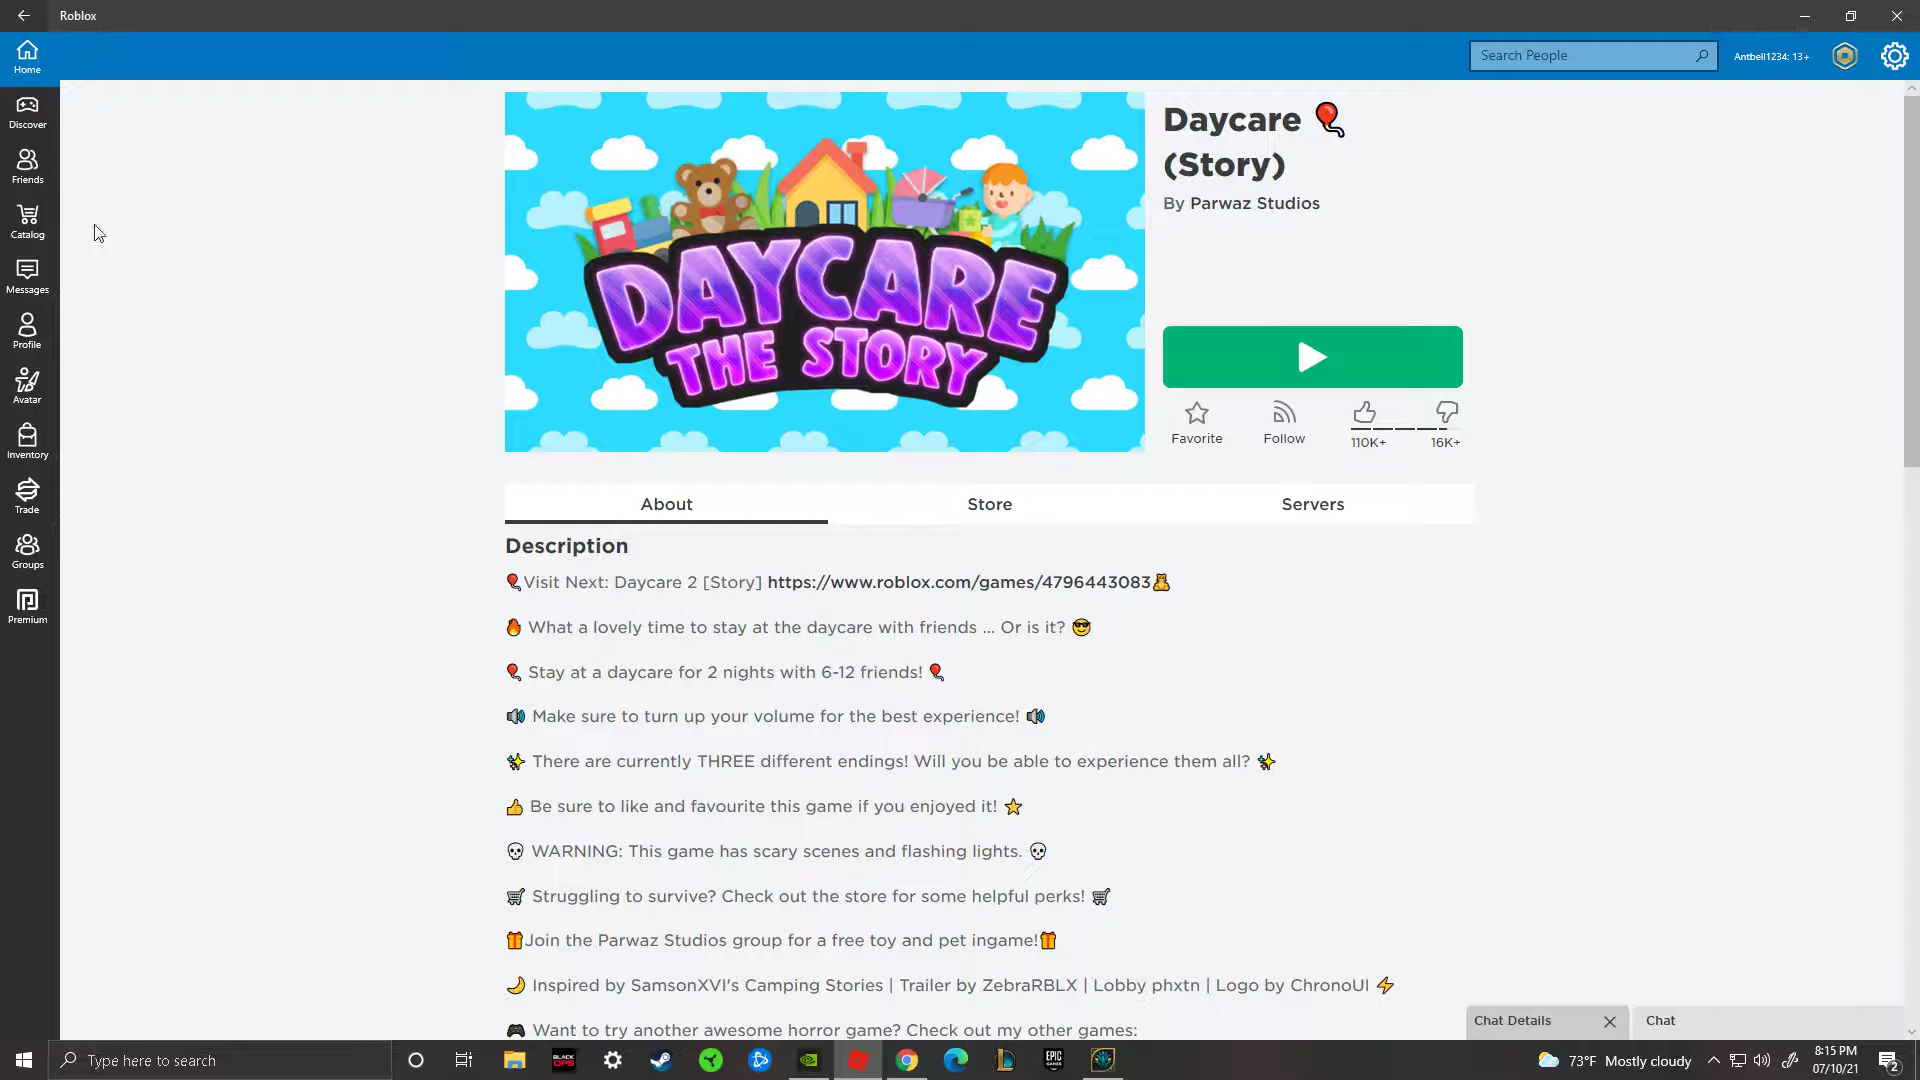 Roblox
Home
Search People
Antbell1234: 13+
Discover
Friends
Catalog
Messages
Profile
Avatar
Inventory
Trade
Groups
Premium
DAYCARE
THE STORY
Daycare 🎈
(Story)
By Parwaz Studios
Favorite
Follow
110K+
16K+
About
Store
Servers
Description
🎈Visit Next: Daycare 2 [Story] https://www.roblox.com/games/4796443083🧸
🔥 What a lovely time to stay at the daycare with friends ... Or is it? 😎
🎈 Stay at a daycare for 2 nights with 6-12 friends! 🎈
🔊 Make sure to turn up your volume for the best experience! 🔊
✨ There are currently THREE different endings! Will you be able to experience them all? ✨
👍 Be sure to like and favourite this game if you enjoyed it! ⭐
💀 WARNING: This game has scary scenes and flashing lights. 💀
🛒 Struggling to survive? Check out the store for some helpful perks! 🛒
🎁Join the Parwaz Studios group for a free toy and pet ingame!🎁
🌙 Inspired by SamsonXVI's Camping Stories | Trailer by ZebraRBLX | Lobby phxtn | Logo by ChronoUI ⚡
🎮 Want to try another awesome horror game? Check out my other games:
Chat Details
Chat
Type here to search
BLACK
OPS
EPIC
GAMES
73°F Mostly cloudy
8:15 PM
07/10/21
2